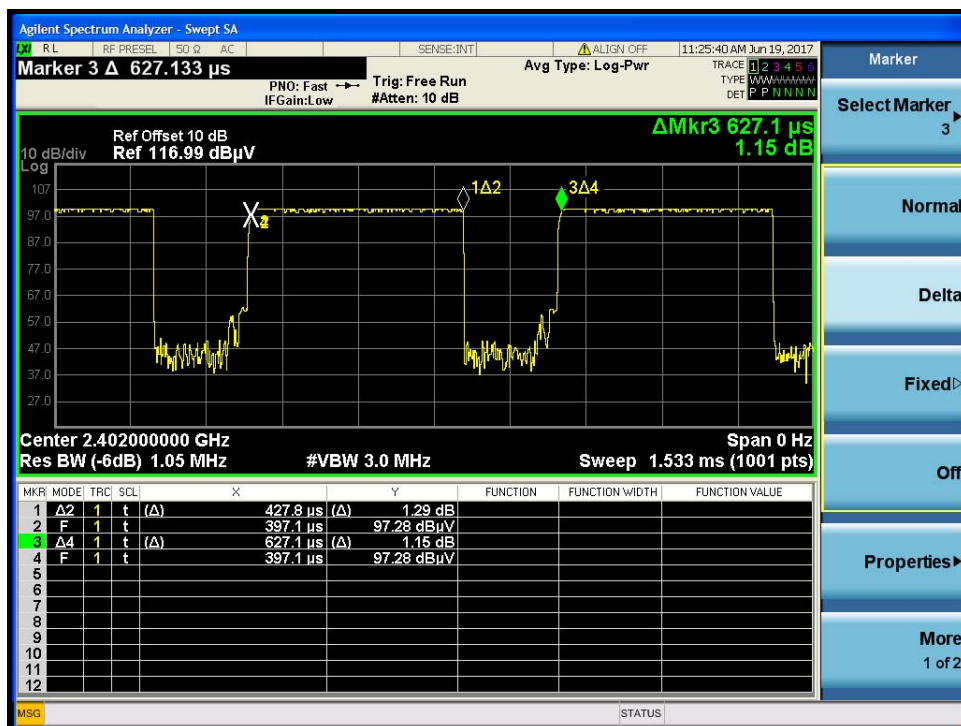 Agilent Spectrum Analyzer - Swept SA
LXI RL RF PRESEL 50 Ω AC SENSE:INT ALIGN OFF 11:25:40 AM Jun 19, 2017
Marker 3 Δ 627.133 µs
PNO: Fast
IFGain:Low
Trig: Free Run
#Atten: 10 dB
Avg Type: Log-Pwr
TRACE 1 2 3 4 5 6
TYPE WWWWWW
DET P P N N N N
ΔMkr3 627.1 µs
1.15 dB
Ref Offset 10 dB
10 dB/div Ref 116.99 dBµV
Log
107
97.0
87.0
77.0
67.0
57.0
47.0
37.0
27.0
1Δ2
3Δ4
Center 2.402000000 GHz Span 0 Hz
Res BW (-6dB) 1.05 MHz #VBW 3.0 MHz Sweep 1.533 ms (1001 pts)
MKR MODE TRC SCL X Y FUNCTION FUNCTION WIDTH FUNCTION VALUE
1 Δ2 1 t (Δ) 427.8 µs (Δ) 1.29 dB
2 F 1 t 397.1 µs 97.28 dBµV
3 Δ4 1 t (Δ) 627.1 µs (Δ) 1.15 dB
4 F 1 t 397.1 µs 97.28 dBµV
5
6
7
8
9
10
11
12
MSG STATUS
Marker
Select Marker
3
Normal
Delta
Fixed
Off
Properties
More
1 of 2